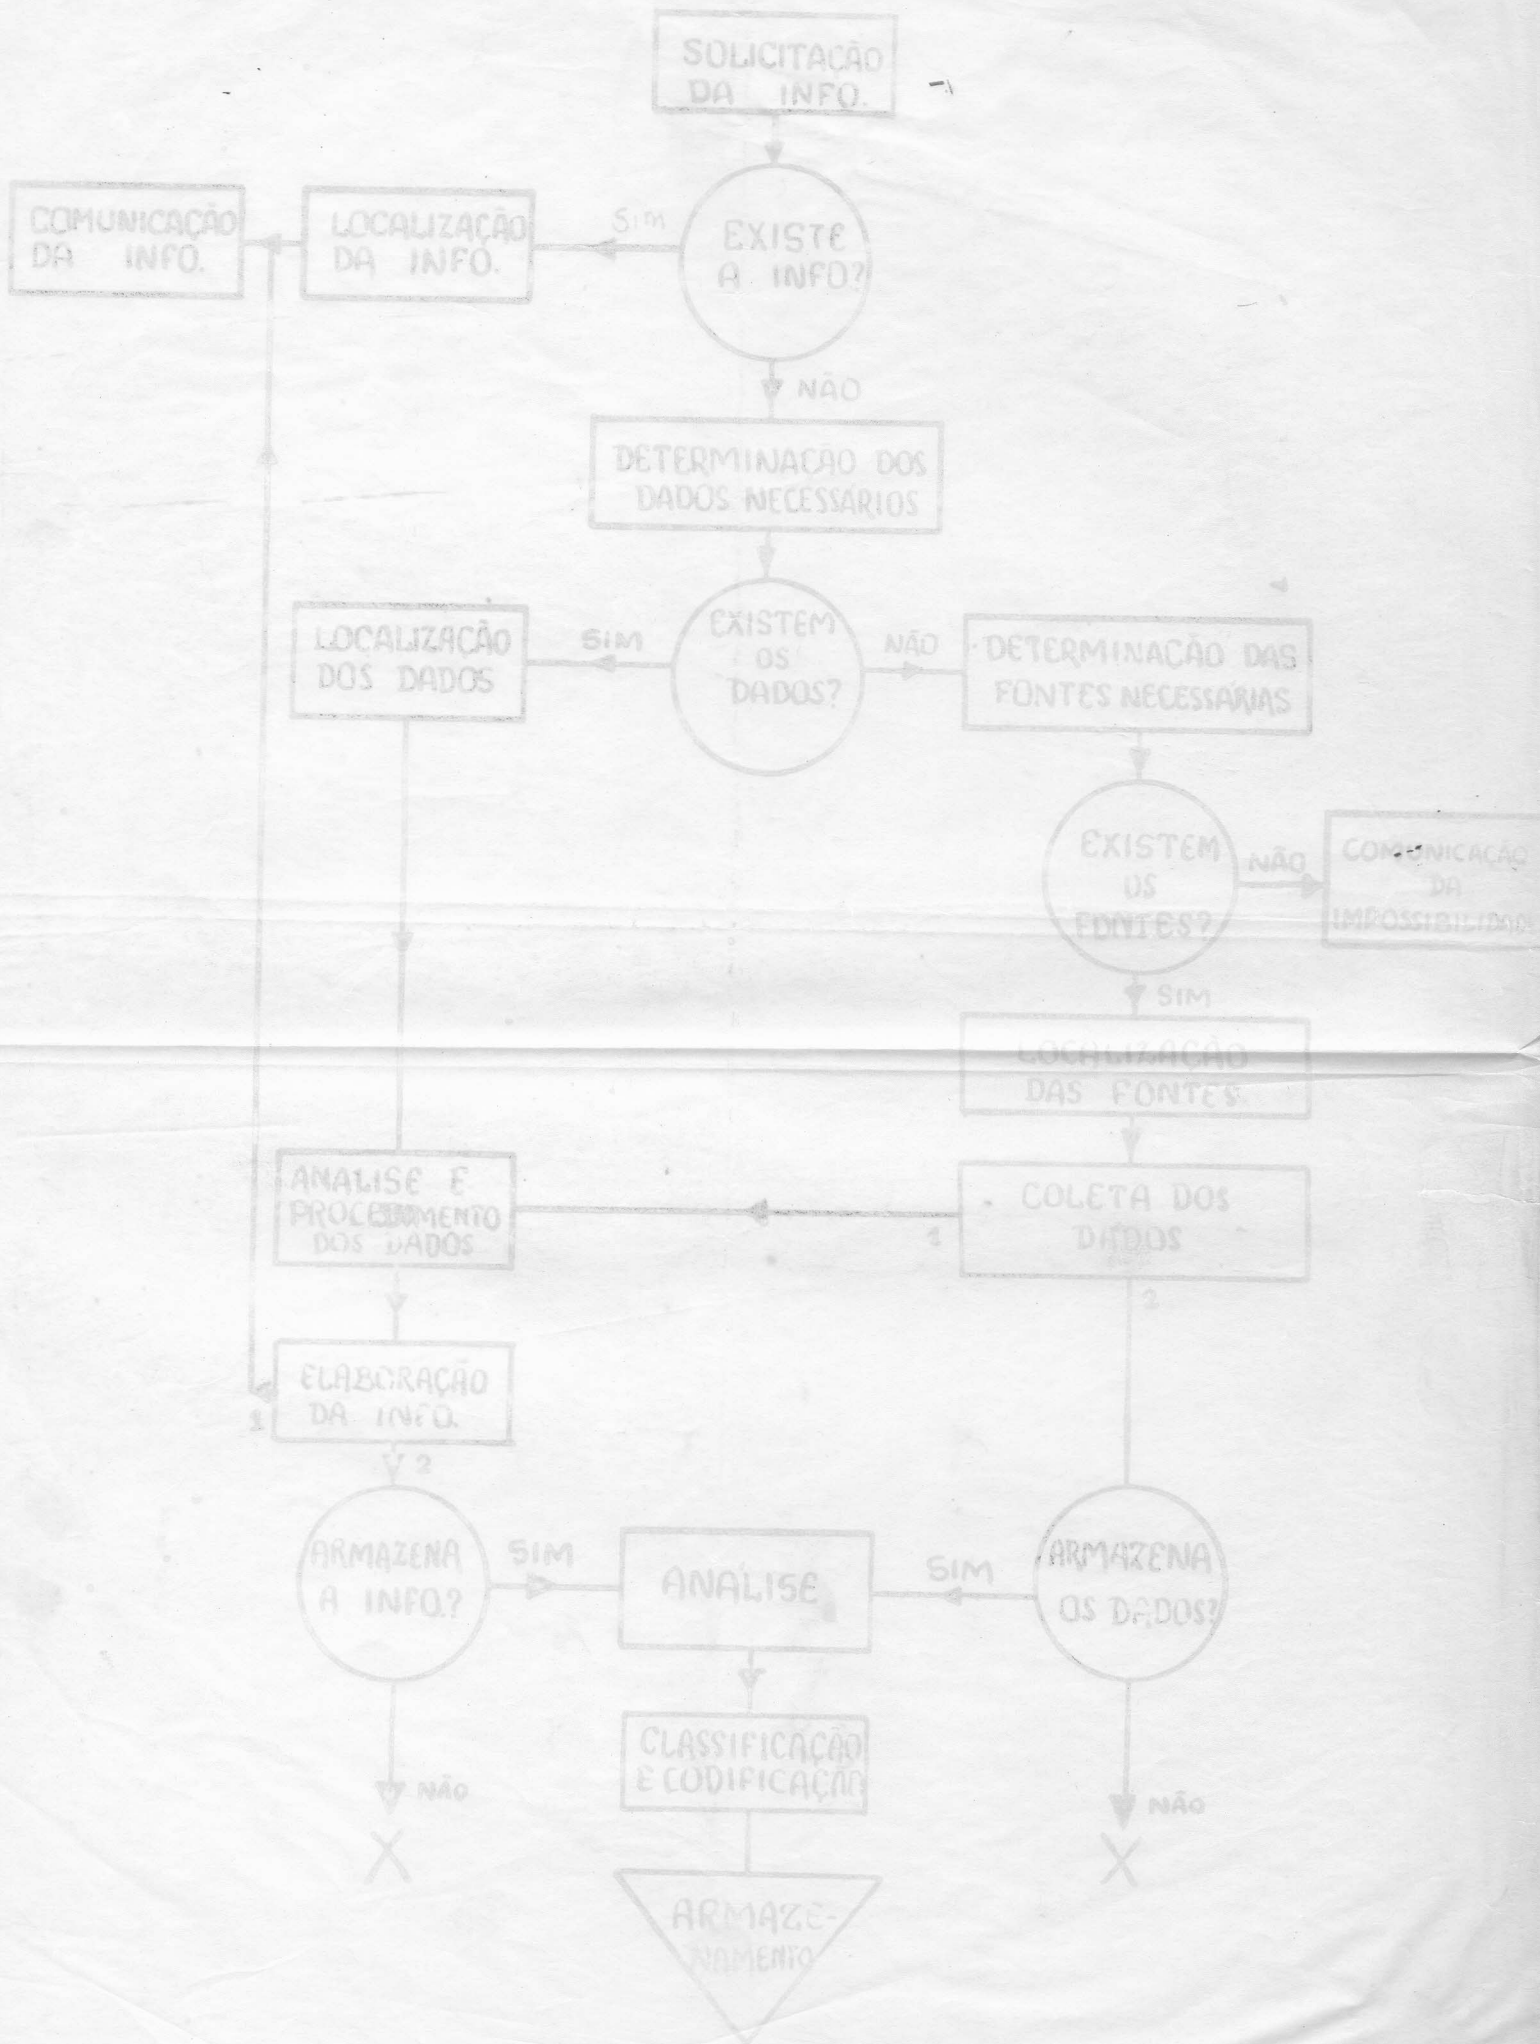 SOLICITAÇÃO
DA INFO.
COMUNICAÇÃO
DA INFO.
LOCALIZAÇÃO
DA INFO.
SIM
EXISTE
A INFO?
NÃO
DETERMINAÇÃO DOS
DADOS NECESSÁRIOS
LOCALIZAÇÃO
DOS DADOS
SIM
EXISTEM
OS
DADOS?
NÃO
DETERMINAÇÃO DAS
FONTES NECESSÁRIAS
EXISTEM
OS
FONTES?
NÃO
COMUNICAÇÃO
DA
SIM
LOCALIZAÇÃO
DAS FONTES
ANALISE E
DOS DADOS
1
COLETA DOS
DADOS
2
ELABORAÇÃO
DA INFO.
1
2
ARMAZENA
A INFO.?
SIM
ANALISE
SIM
ARMAZENA
OS DADOS?
NÃO
X
CLASSIFICAÇÃO
E CODIFICAÇÃO
NÃO
X
ARMAZE-
NAMENTO